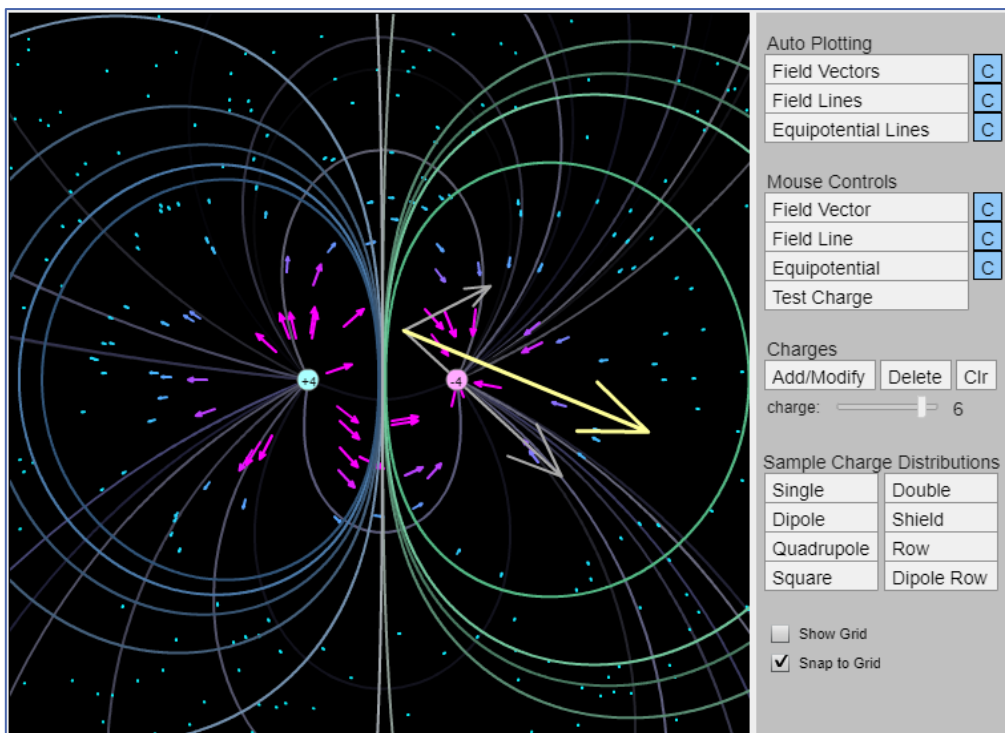 Auto Plotting
Field Vectors C
Field Lines C
Equipotential Lines C
Mouse Controls
Field Vector C
Field Line C
Equipotential C
Test Charge
Charges
Add/Modify Delete Clr
charge: 6
Sample Charge Distributions
Single Double
Dipole Shield
Quadrupole Row
Square Dipole Row
Show Grid
Snap to Grid
+4 -4